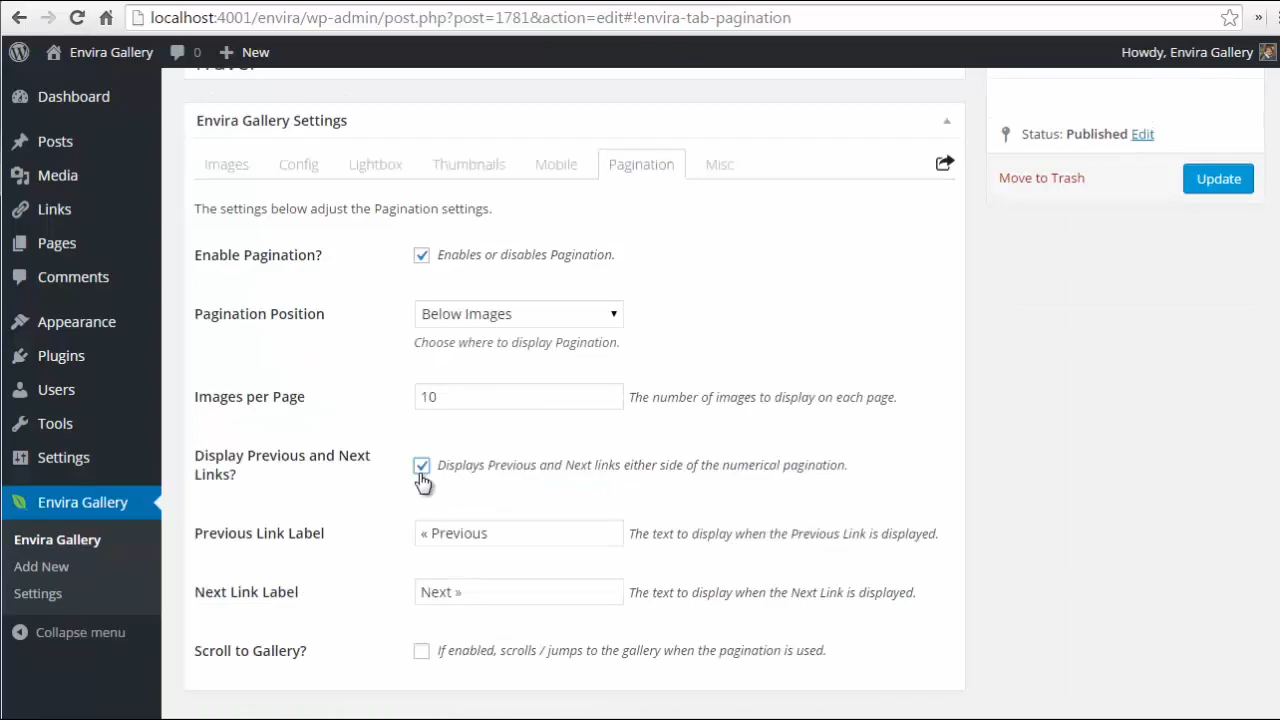 localhost:4001/envira/wp-admin/post.php?post=1781&action=edit#!envira-tab-pagination
»
Envira Gallery
0
New
Howdy, Envira Gallery
Dashboard
Posts
Media
Links
Pages
Comments
Appearance
Plugins
Users
Tools
Settings
Envira Gallery
Envira Gallery
Add New
Settings
Collapse menu
Travel
Envira Gallery Settings
Images Config Lightbox Thumbnails Mobile Pagination Misc
The settings below adjust the Pagination settings.
Enable Pagination? Enables or disables Pagination.
Pagination Position Below Images
Choose where to display Pagination.
Images per Page 10 The number of images to display on each page.
Display Previous and Next
Links? Displays Previous and Next links either side of the numerical pagination.
Previous Link Label « Previous The text to display when the Previous Link is displayed.
Next Link Label Next » The text to display when the Next Link is displayed.
Scroll to Gallery? If enabled, scrolls / jumps to the gallery when the pagination is used.
Status: Published Edit
Move to Trash
Update